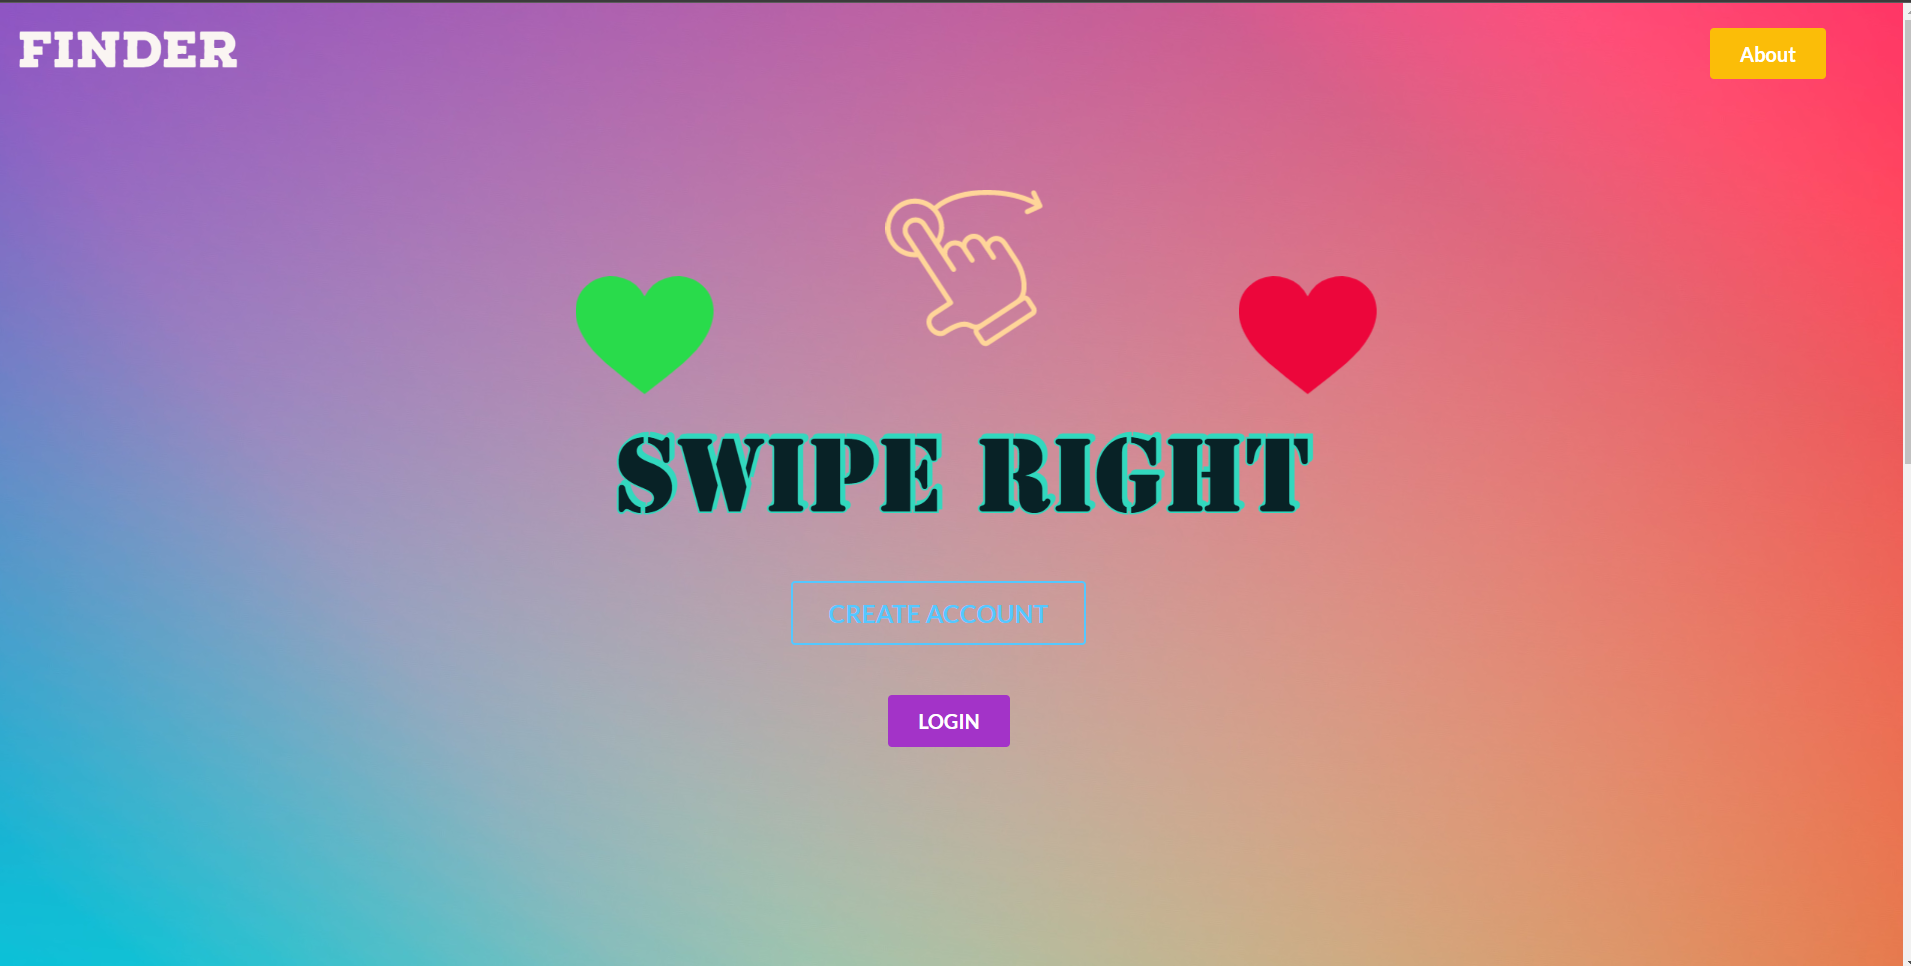 FINDER
About
SWIPE RIGHT
CREATE ACCOUNT
LOGIN